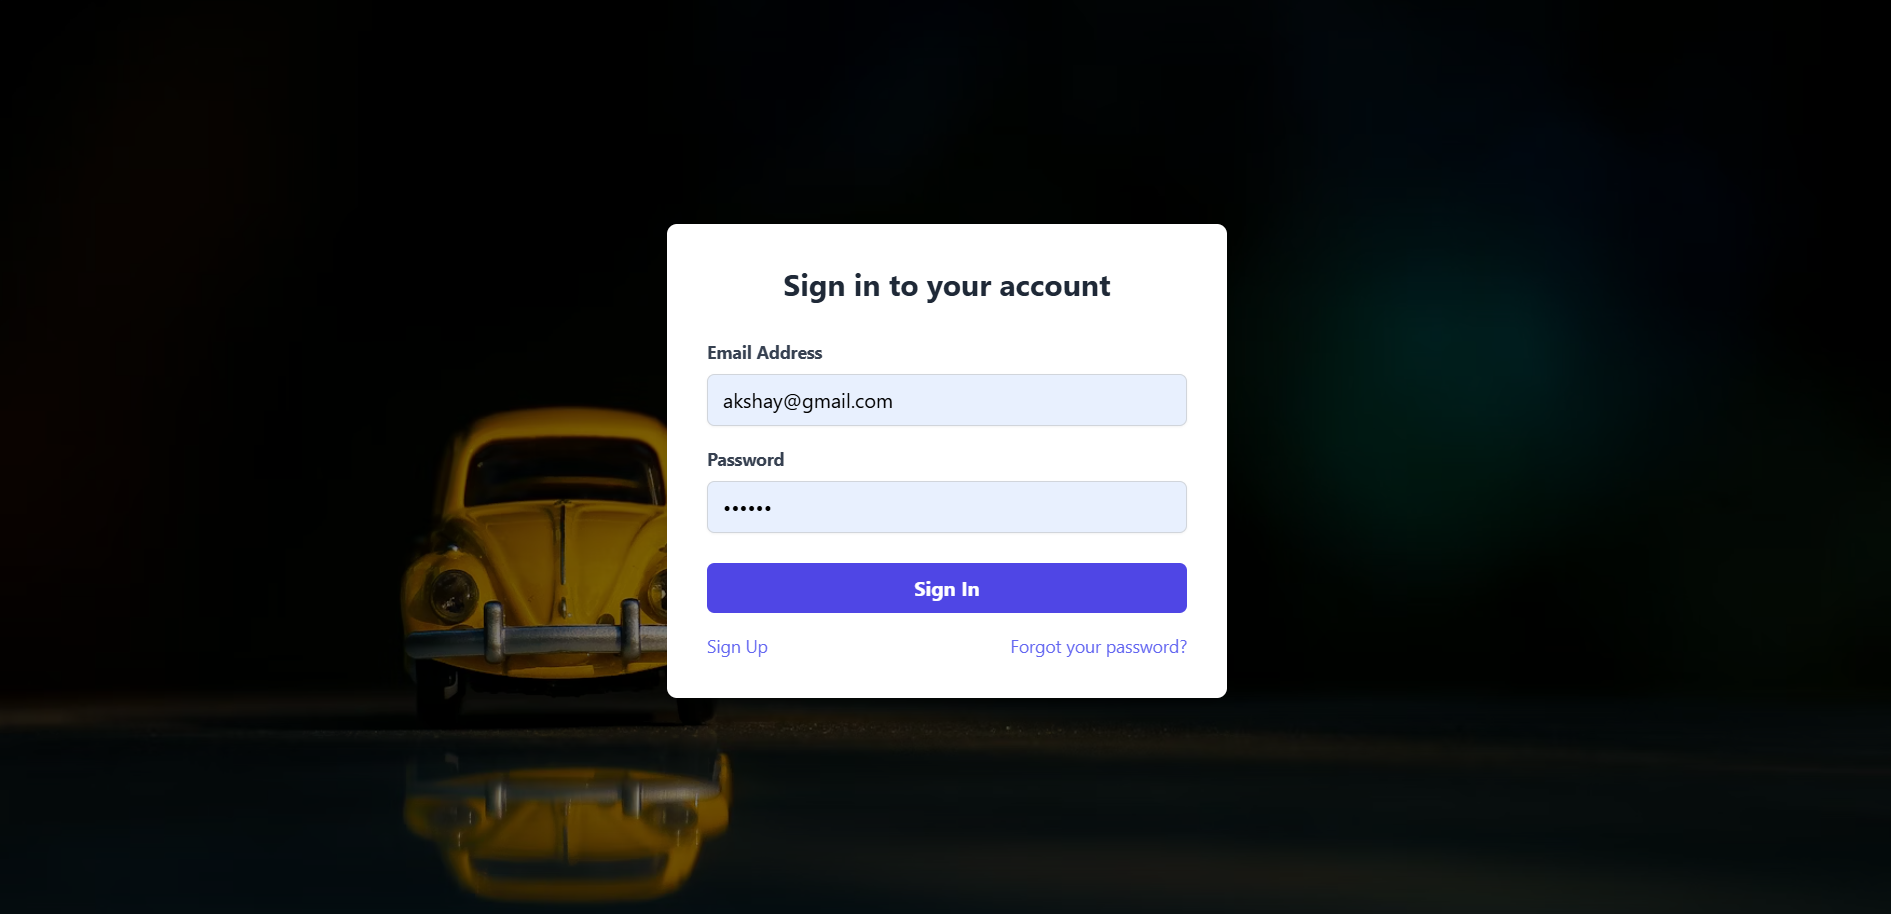 Sign in to your account
Email Address
akshay@gmail.com
Password
••••••
Sign In
Sign Up
Forgot your password?